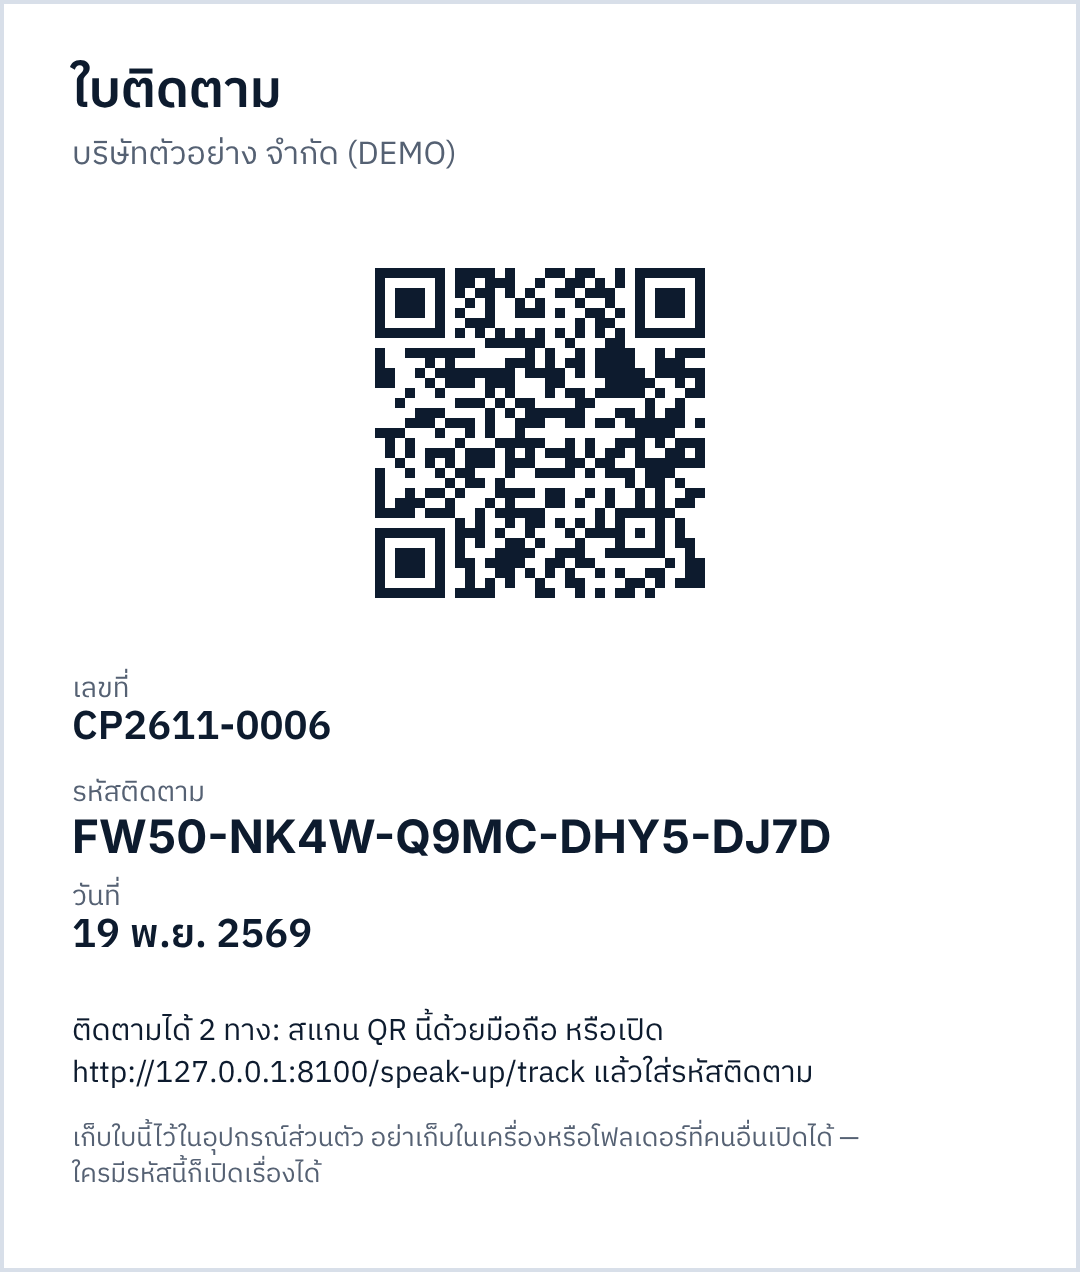 ใบติดตาม
บริษัทตัวอย่าง จำกัด (DEMO)
เลขที่
CP2611-0006
รหัสติดตาม
FW50-NK4W-Q9MC-DHY5-DJ7D
วันที่
19 พ.ย. 2569
ติดตามได้ 2 ทาง: สแกน QR นี้ด้วยมือถือ หรือเปิด
http://127.0.0.1:8100/speak-up/track แล้วใส่รหัสติดตาม
เก็บใบนี้ไว้ในอุปกรณ์ส่วนตัว อย่าเก็บในเครื่องหรือโฟลเดอร์ที่คนอื่นเปิดได้ —
ใครมีรหัสนี้ก็เปิดเรื่องได้